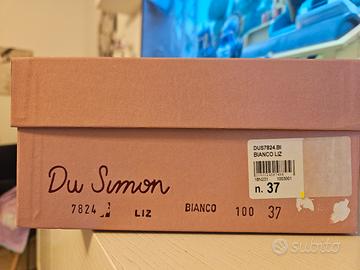 DUS7824.BI
BIANCO LIZ
n. 37
Du Simon
7824 LIZ BIANCO 100 37
subito